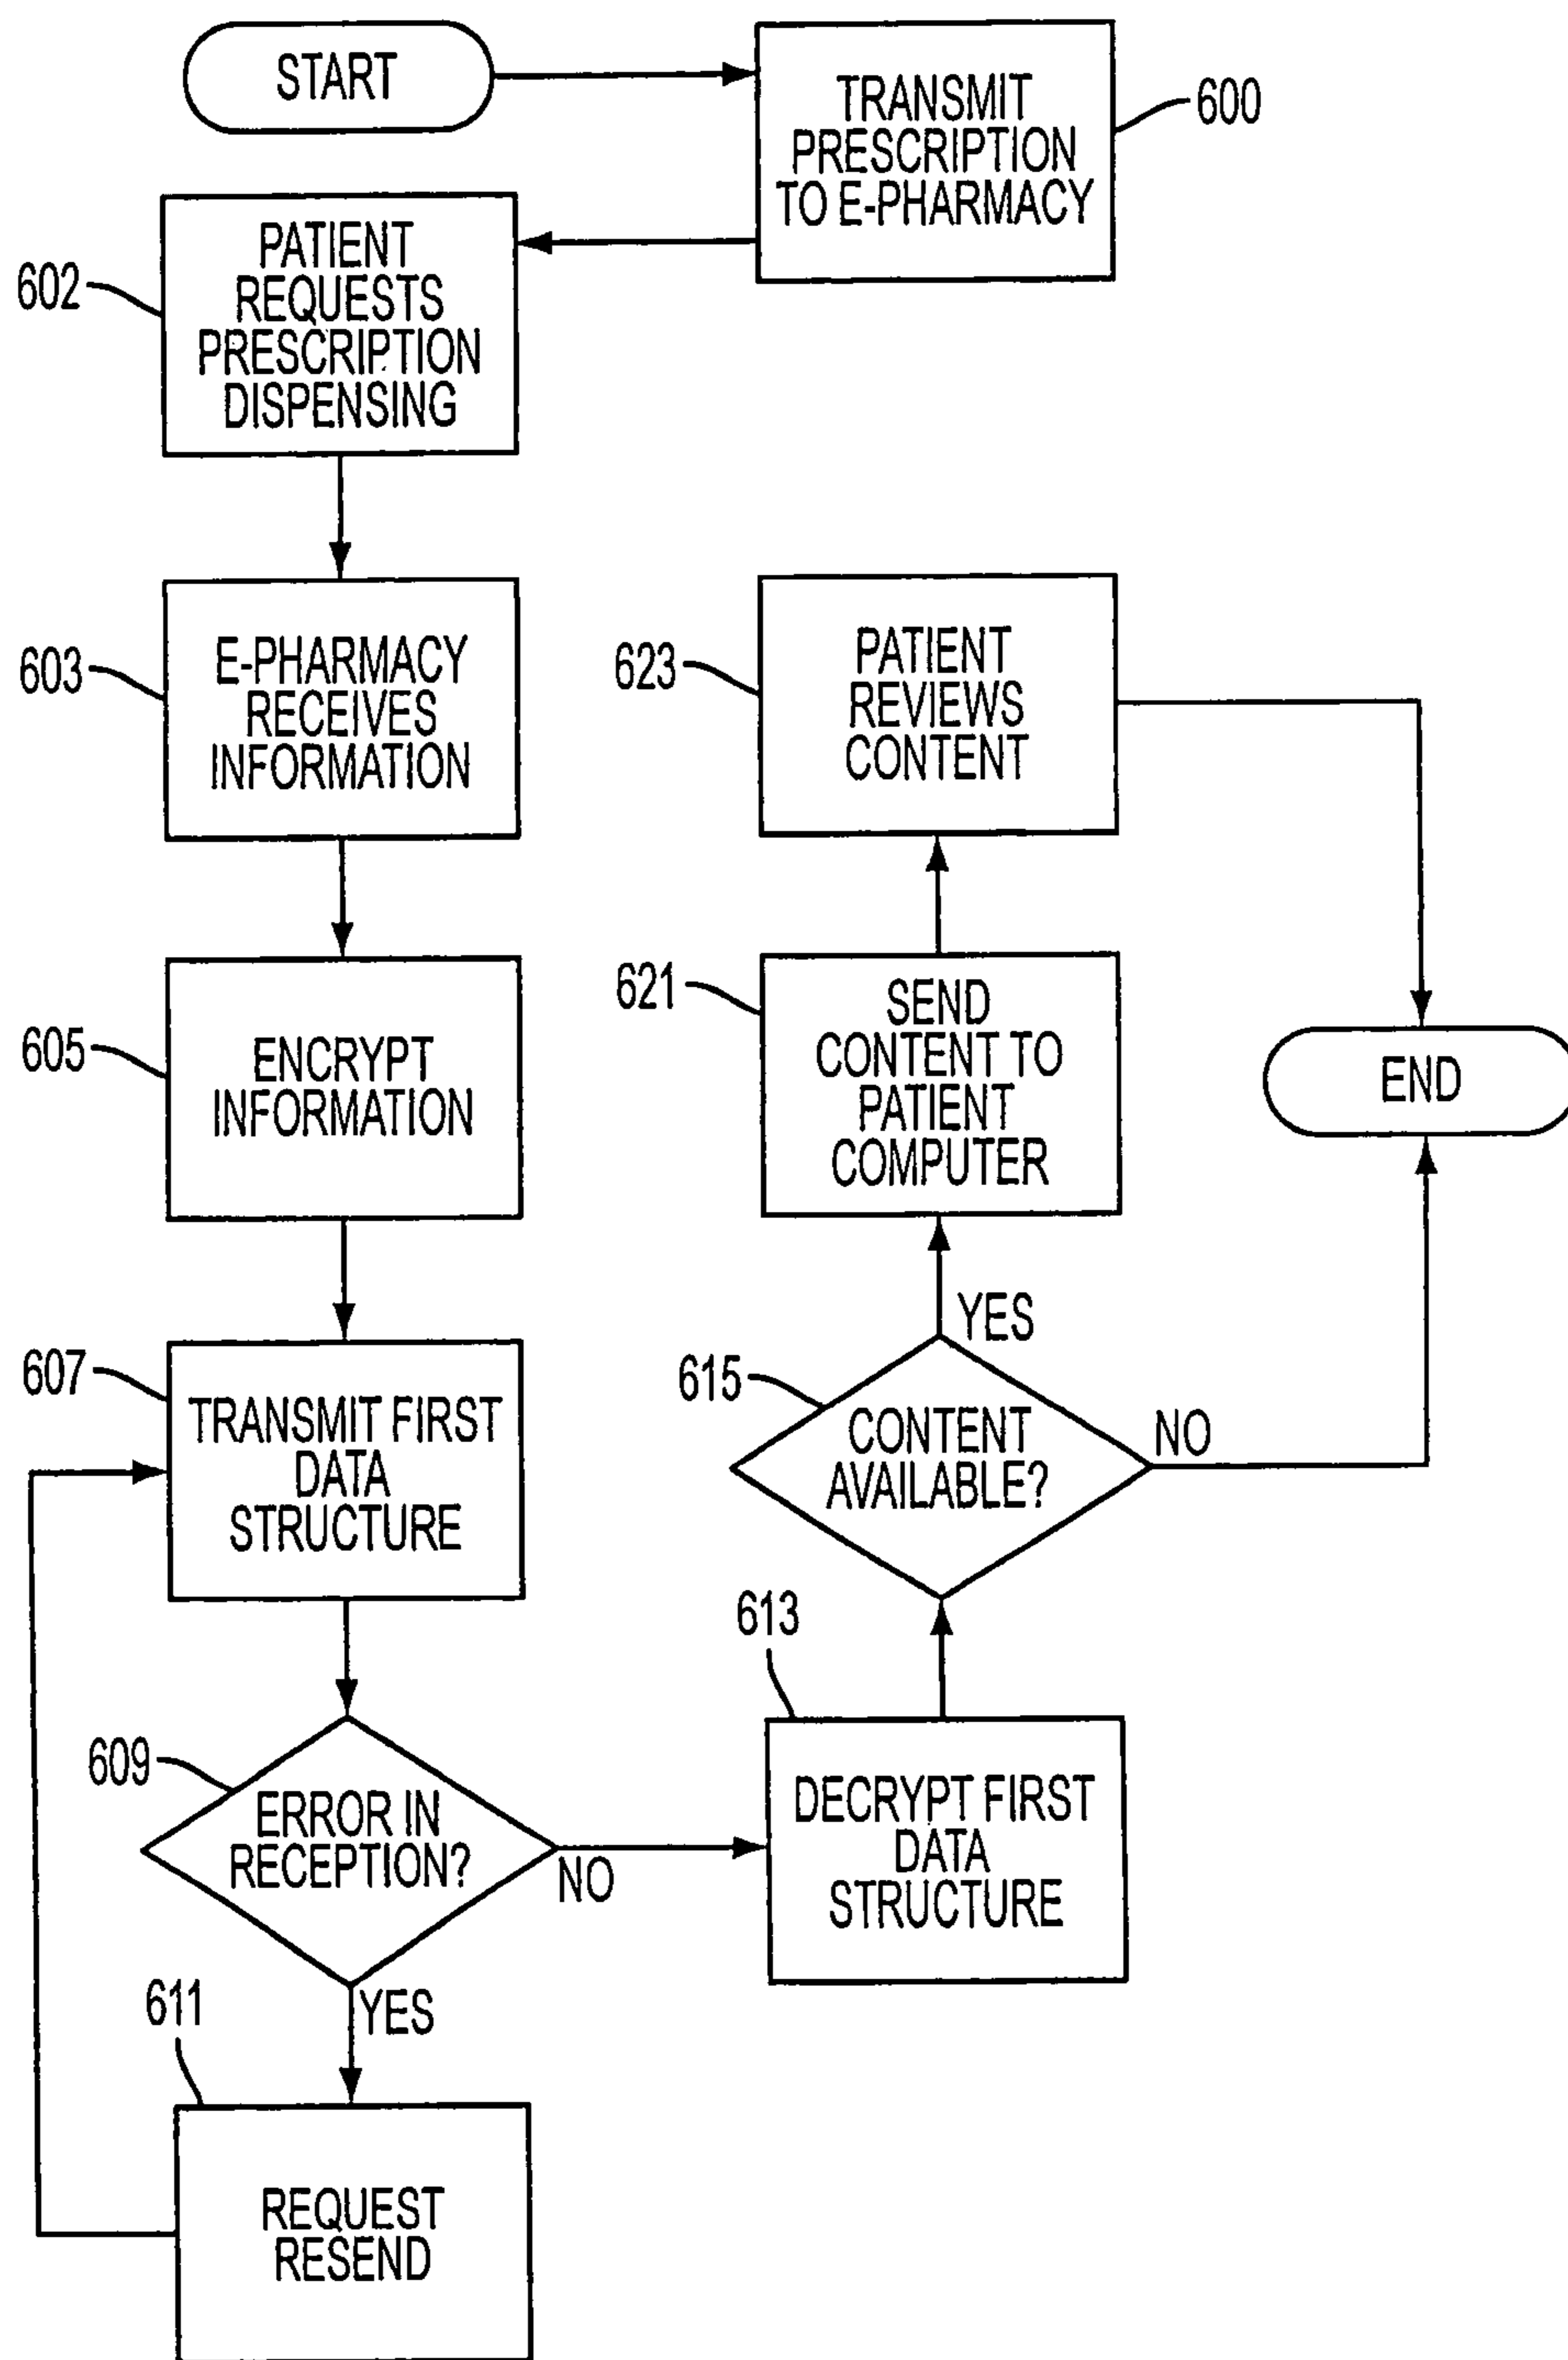 START
TRANSMIT
PRESCRIPTION
TO E-PHARMACY
600
602
PATIENT
REQUESTS
PRESCRIPTION
DISPENSING
603
E-PHARMACY
RECEIVES
INFORMATION
605
ENCRYPT
INFORMATION
607
TRANSMIT FIRST
DATA
STRUCTURE
609
ERROR IN
RECEPTION?
NO
YES
611
REQUEST
RESEND
613
DECRYPT FIRST
DATA
STRUCTURE
615
CONTENT
AVAILABLE?
YES
NO
621
SEND
CONTENT TO
PATIENT
COMPUTER
623
PATIENT
REVIEWS
CONTENT
END